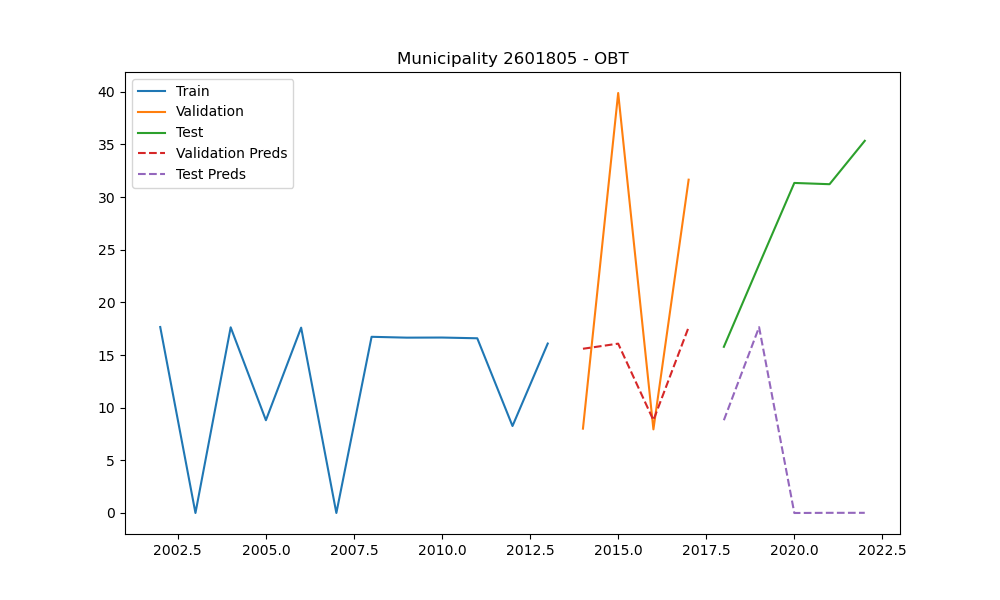 Municipality 2601805 - OBT
Train
Validation
Test
Validation Preds
Test Preds
40
35
30
25
20
15
10
5
0
2002.5 2005.0 2007.5 2010.0 2012.5 2015.0 2017.5 2020.0 2022.5